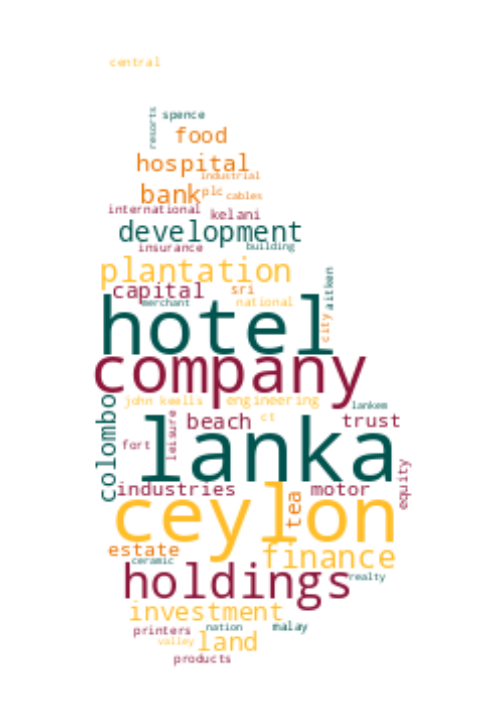 central
resorts
spence
food
hospital
industrial
bank
plc
cables
international
kelani
development
insurance
building
plantation
capital
sri
aitken
merchant
national
hotel
city
company
john keells
engineering
colombo
lankem
leisure
beach
ct
trust
fort
lanka
equity
industries
motor
ceylon
tea
estate
finance
ceramic
holdings
realty
investment
printers
nation
malay
valley
land
products